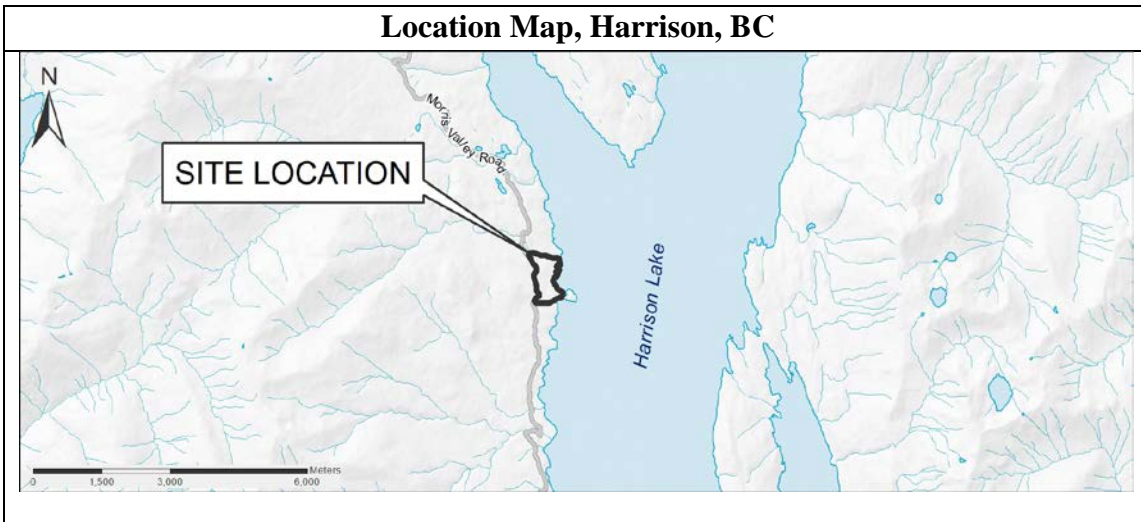 Location Map, Harrison, BC
N
Morris Valley Road
SITE LOCATION
Harrison Lake
Meters
0 1,500 3,000 6,000